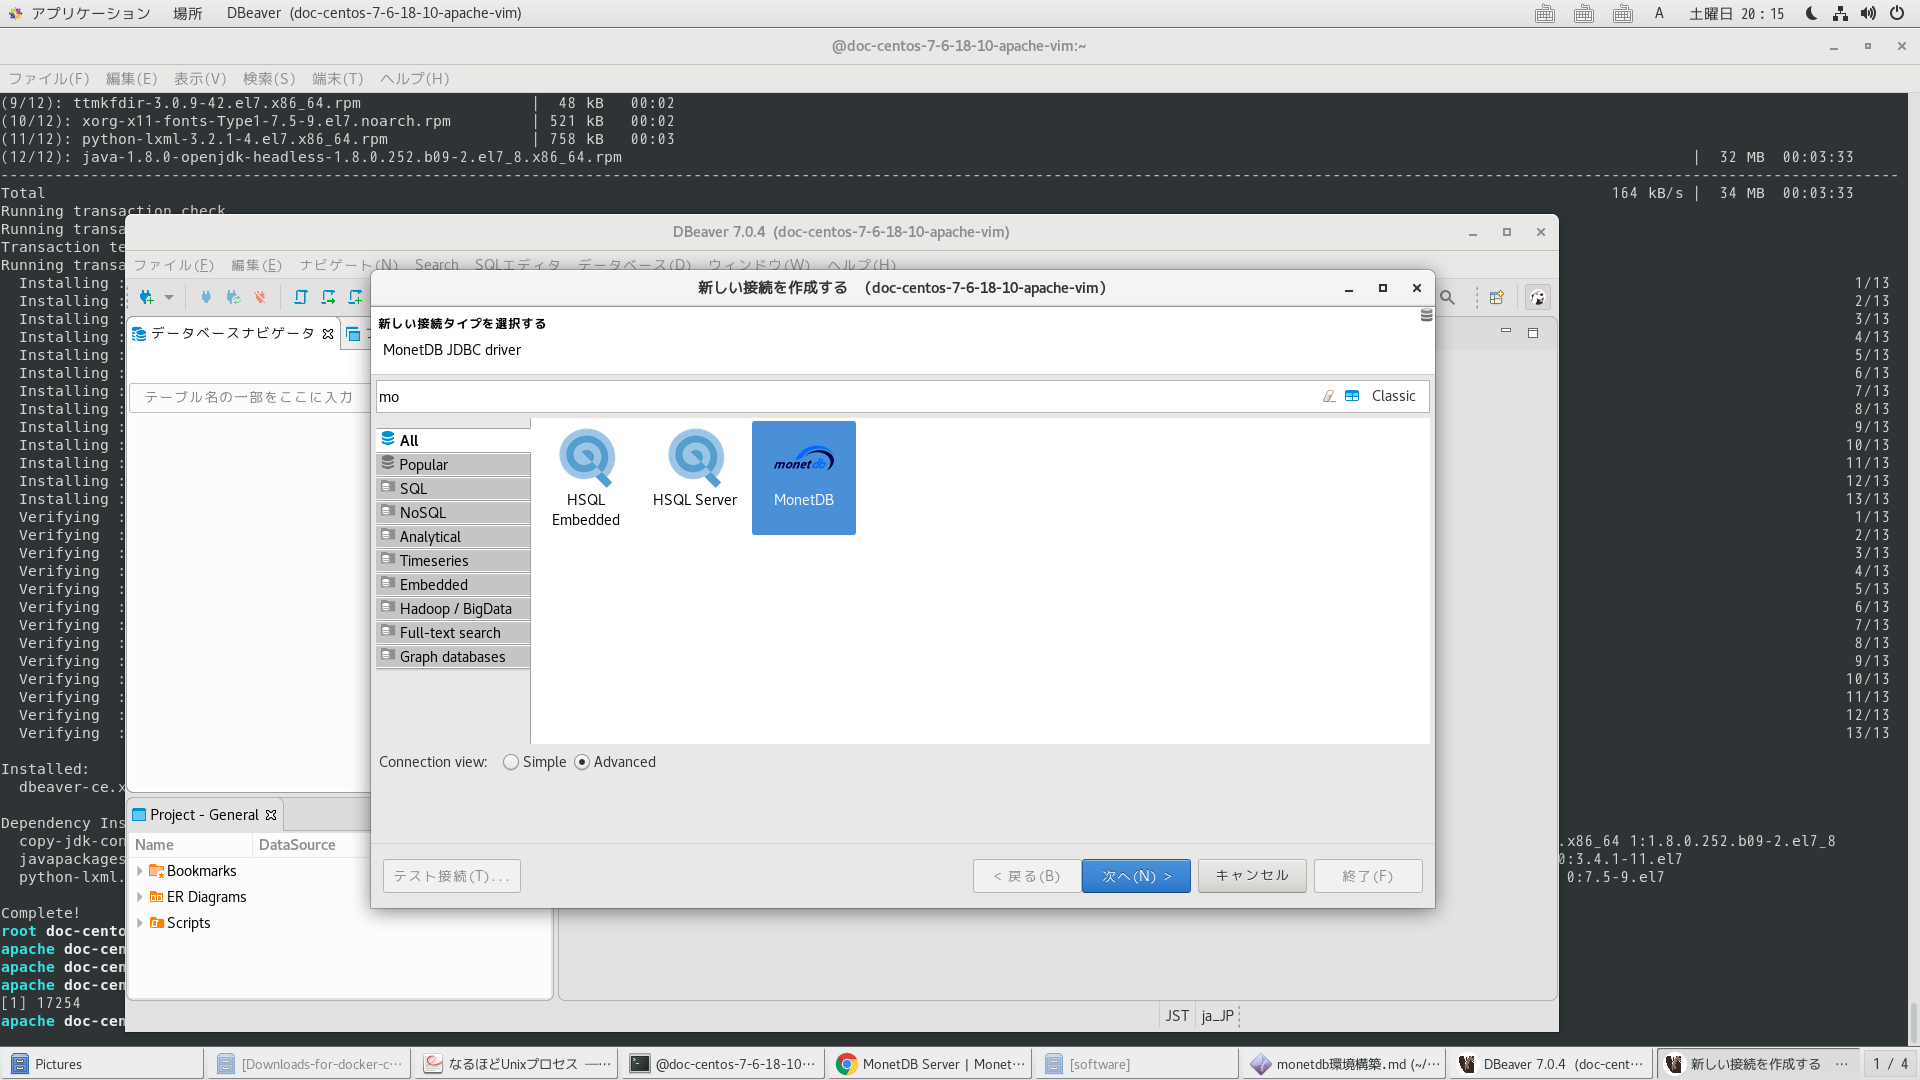 アプリケーション 場所 DBeaver (doc-centos-7-6-18-10-apache-vim) A 土曜日 20:15
@doc-centos-7-6-18-10-apache-vim:~
ファイル(F) 編集(E) 表示(V) 検索(S) 端末(T) ヘルプ(H)
(9/12): ttmkfdir-3.0.9-42.el7.x86_64.rpm | 48 kB 00:02
(10/12): xorg-x11-fonts-Type1-7.5-9.el7.noarch.rpm | 521 kB 00:02
(11/12): python-lxml-3.2.1-4.el7.x86_64.rpm | 758 kB 00:03
(12/12): java-1.8.0-openjdk-headless-1.8.0.252.b09-2.el7_8.x86_64.rpm | 32 MB 00:03:33
Total 164 kB/s | 34 MB 00:03:33
Running transaction check
Running transa
Transaction te
Running transa
Installing : 1/13
Installing : 2/13
Installing : 3/13
Installing : 4/13
Installing : 5/13
Installing : 6/13
Installing : 7/13
Installing : 8/13
Installing : 9/13
Installing : 10/13
Installing : 11/13
Installing : 12/13
Installing : 13/13
Verifying : 1/13
Verifying : 2/13
Verifying : 3/13
Verifying : 4/13
Verifying : 5/13
Verifying : 6/13
Verifying : 7/13
Verifying : 8/13
Verifying : 9/13
Verifying : 10/13
Verifying : 11/13
Verifying : 12/13
Verifying : 13/13
Installed:
dbeaver-ce.x
Dependency Ins
copy-jdk-con .x86_64 1:1.8.0.252.b09-2.el7_8
javapackages 0:3.4.1-11.el7
python-lxml. 0:7.5-9.el7
Complete!
root doc-cento
apache doc-cen
apache doc-cen
apache doc-cen
[1] 17254
apache doc-cen
DBeaver 7.0.4 (doc-centos-7-6-18-10-apache-vim)
ファイル(F) 編集(E) ナビゲート(N) Search SQLエディタ データベース(D) ウィンドウ(W) ヘルプ(H)
データベースナビゲータ
テーブル名の一部をここに入力
Project - General
Name DataSource
Bookmarks
ER Diagrams
Scripts
JST ja_JP
新しい接続を作成する (doc-centos-7-6-18-10-apache-vim)
新しい接続タイプを選択する
MonetDB JDBC driver
mo Classic
All
Popular
SQL
NoSQL
Analytical
Timeseries
Embedded
Hadoop / BigData
Full-text search
Graph databases
HSQL Embedded
HSQL Server
monetdb
MonetDB
Connection view: Simple Advanced
テスト接続(T)... < 戻る(B) 次へ(N) > キャンセル 終了(F)
Pictures [Downloads-for-docker-c… なるほどUnixプロセス ―… @doc-centos-7-6-18-10… MonetDB Server | Monet… [software] monetdb環境構築.md (~/… DBeaver 7.0.4 (doc-cent… 新しい接続を作成する … 1 / 4